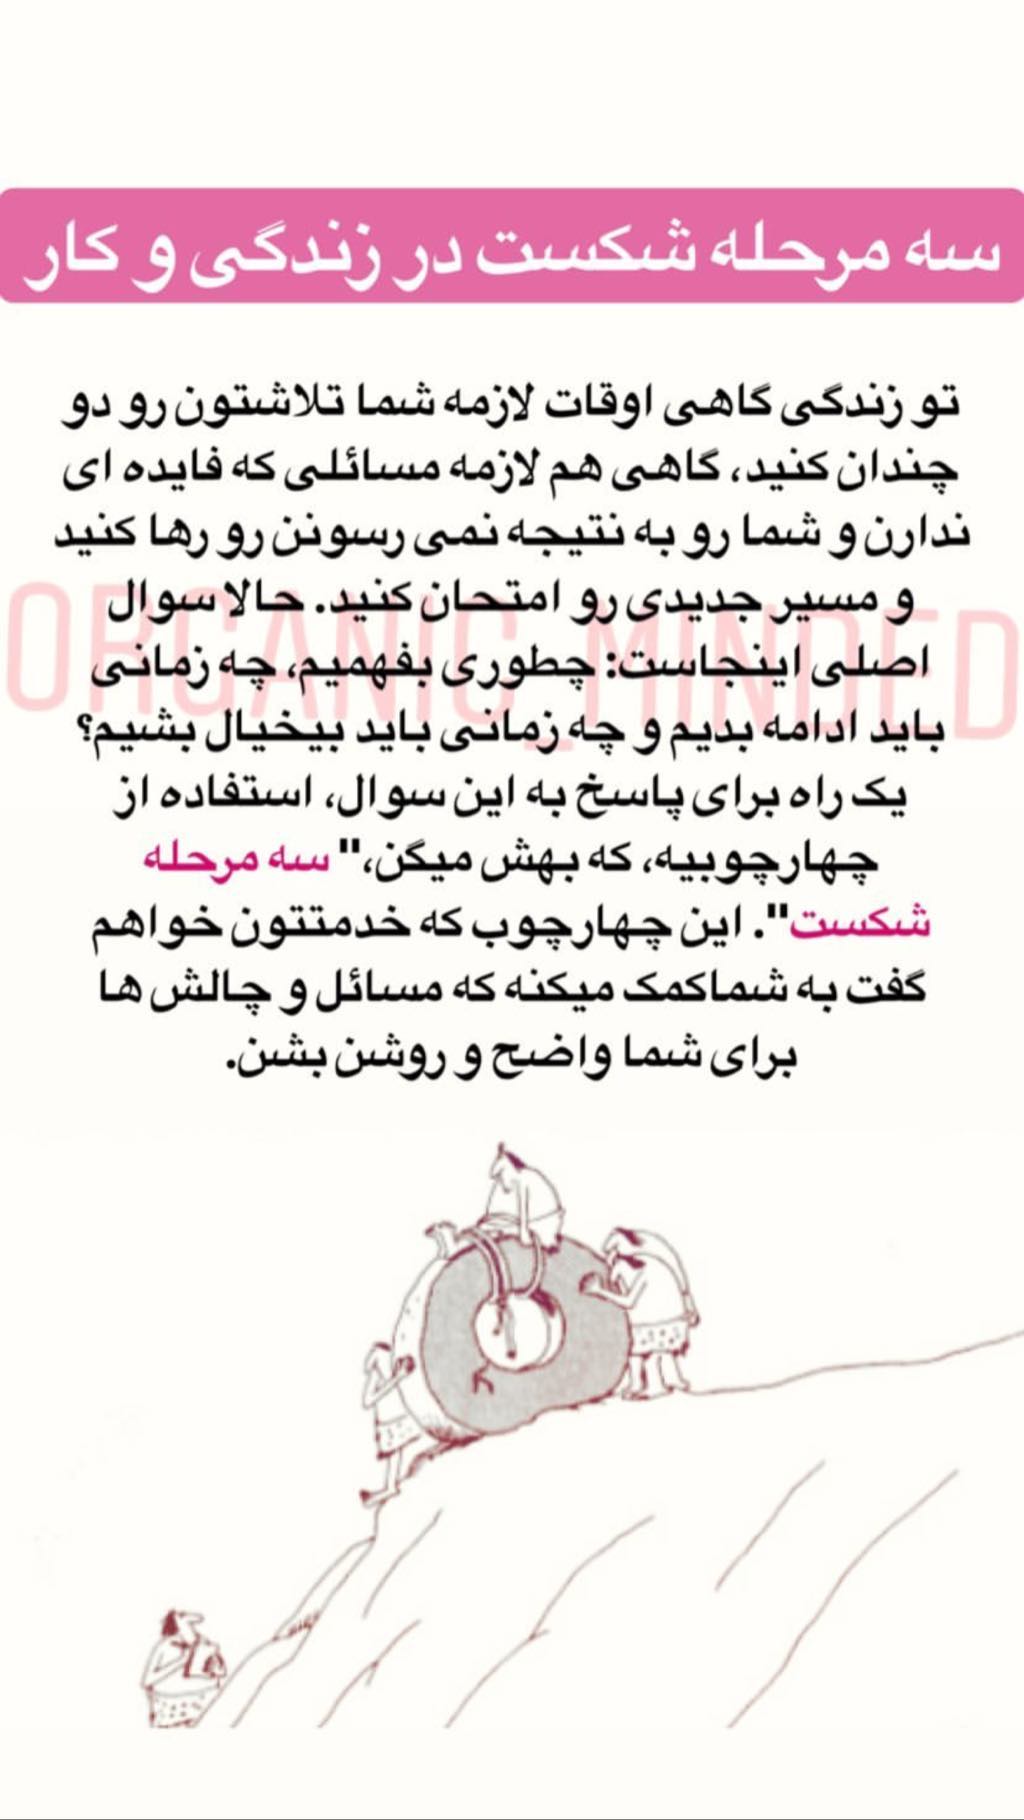 سه مرحله شکست در زندگی و کار
تو زندگی گاهی اوقات لازمه شما تلاشتون رو دو
چندان کنید، گاهی هم لازمه مسائلی که فایده ای
ندارن و شما رو به نتیجه نمی رسونن رو رها کنید
و مسیر جدیدی رو امتحان کنید. حالا سوال
اصلی اینجاست: چطوری بفهمیم، چه زمانی
باید ادامه بدیم و چه زمانی باید بیخیال بشیم؟
یک راه برای پاسخ به این سوال، استفاده از
چهارچوبیه، که بهش میگن،" سه مرحله
شکست". این چهارچوب که خدمتتون خواهم
گفت به شماکمک میکنه که مسائل و چالش ها
برای شما واضح و روشن بشن.
ORGANIC_MINDED